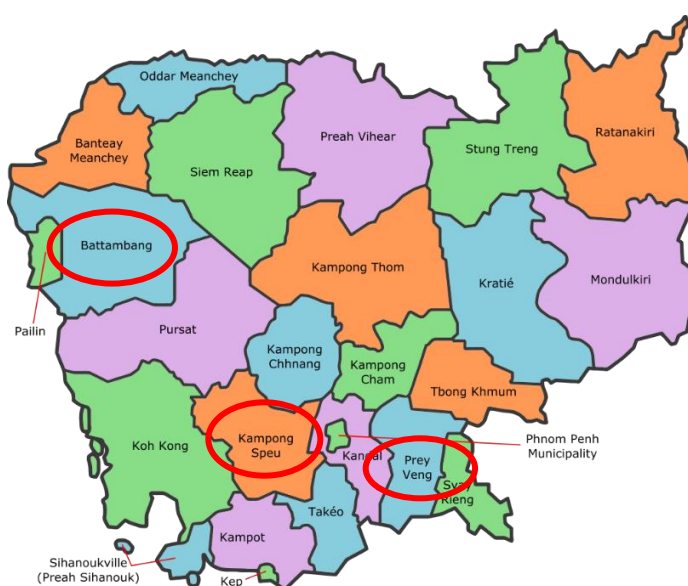 Oddar Meanchey
Banteay
Meanchey
Siem Reap
Preah Vihear
Stung Treng
Ratanakiri
Battambang
Pailin
Pursat
Kampong Thom
Kratié
Mondulkiri
Kampong
Chhnang
Kampong
Cham
Tbong Khmum
Koh Kong
Kampong
Speu
Kandal
Prey
Veng
Svay
Rieng
Phnom Penh
Municipality
Takéo
Kampot
Sihanoukville
(Preah Sihanouk)
Kep